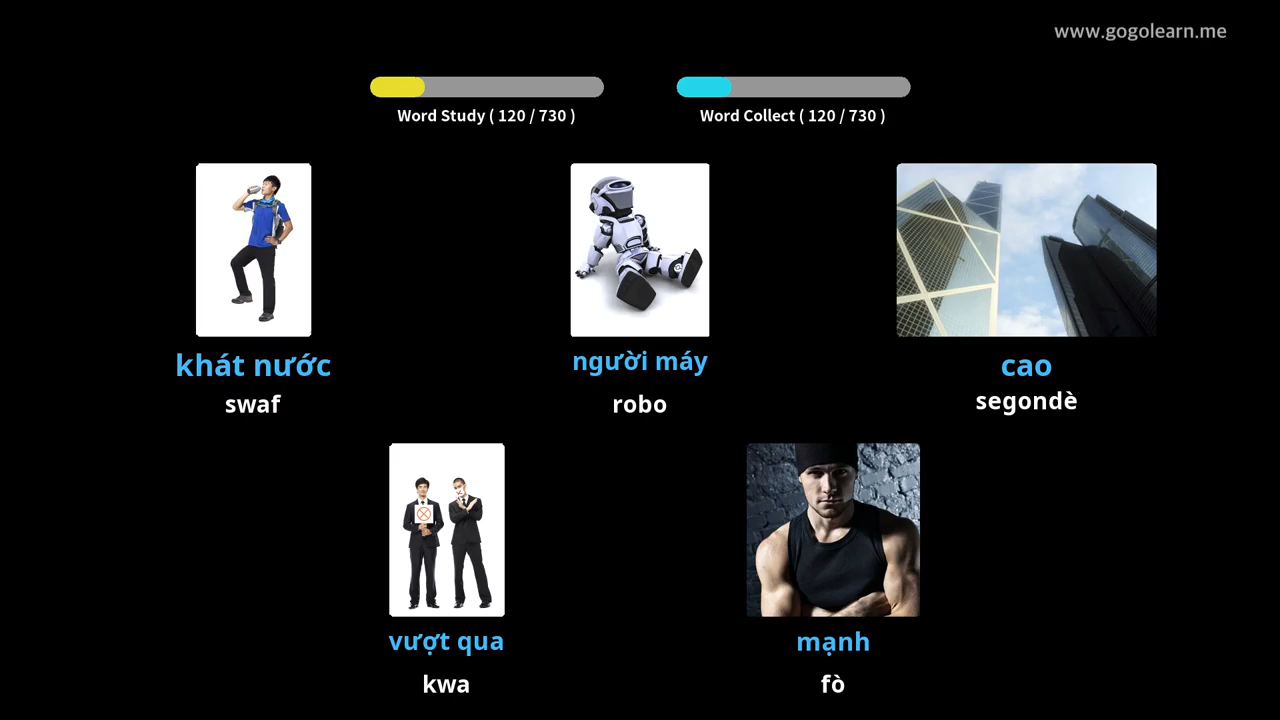 www.gogolearn.me
Word Study ( 120 / 730 )
Word Collect ( 120 / 730 )
khát nước
swaf
người máy
robo
cao
segondè
vượt qua
kwa
mạnh
fò